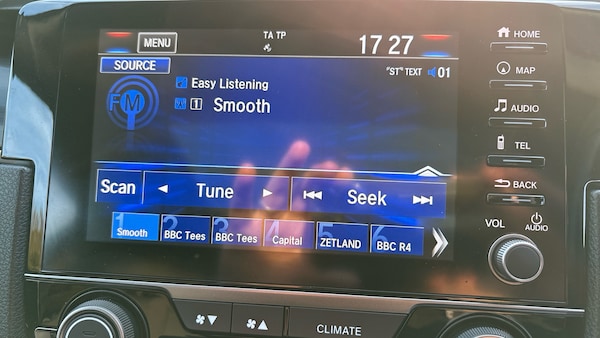 MENU TA TP 17 27 HOME
SOURCE "ST" TEXT 01
FM Easy Listening MAP
1 Smooth
AUDIO
TEL
Scan Tune Seek BACK
VOL AUDIO
1 Smooth 2 BBC Tees 3 BBC Tees 4 Capital 5 ZETLAND 6 BBC R4
CLIMATE